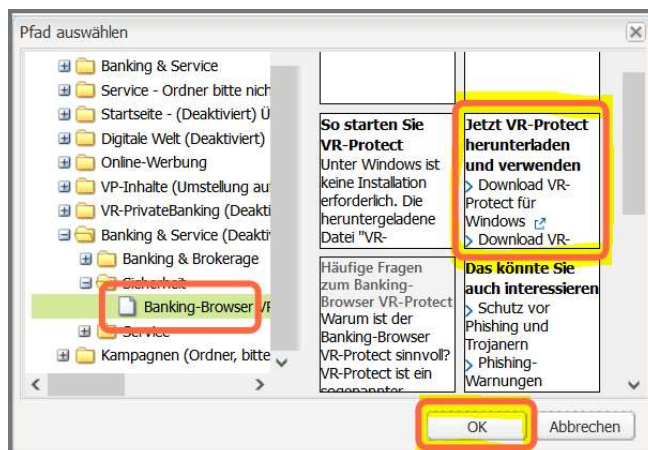 Pfad auswählen
Banking & Service
Service - Ordner bitte nich
Startseite - (Deaktiviert) Ü
Digitale Welt (Deaktiviert)
Online-Werbung
VP-Inhalte (Umstellung au
VR-PrivateBanking (Deakti
Banking & Service (Deaktiv
Banking & Brokerage
Sicherheit
Banking-Browser VR
Service
Kampagnen (Ordner, bitte
So starten Sie
VR-Protect
Unter Windows ist
keine Installation
erforderlich. Die
heruntergeladene
Datei "VR-
Jetzt VR-Protect
herunterladen
und verwenden
Download VR-
Protect für
Windows
Download VR-
Häufige Fragen
zum Banking-
Browser VR-Protect
Warum ist der
Banking-Browser
VR-Protect sinnvoll?
VR-Protect ist ein
sogenannter
Das könnte Sie
auch interessieren
Schutz vor
Phishing und
Trojanern
Phishing-
Warnungen
OK
Abbrechen